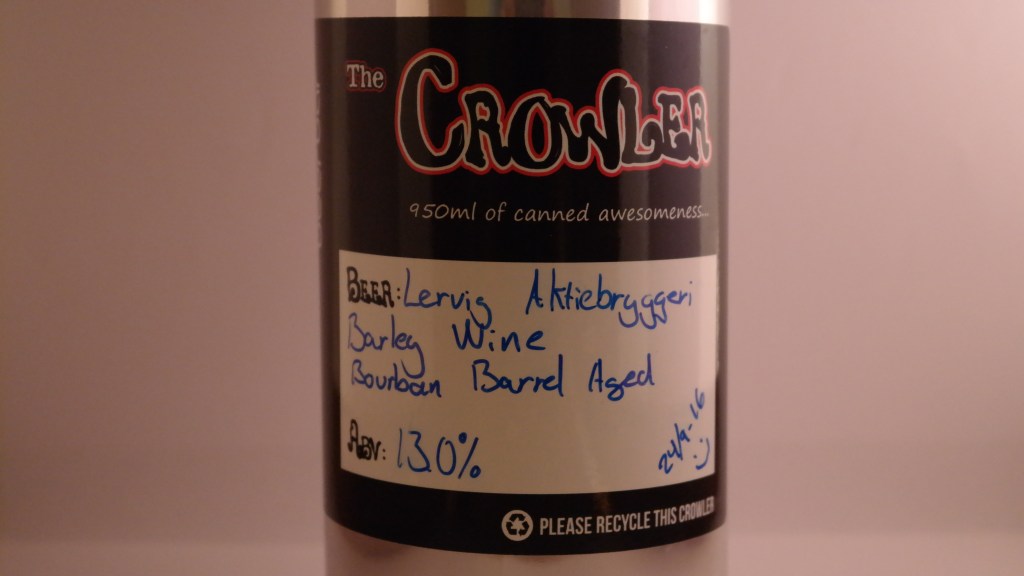 The CROWLER
950ml of canned awesomeness...
BEER: Lervig Aktiebryggeri
Barley Wine
Bourboun Barrel Aged
ABV: 13.0%
24/9-16
:)
PLEASE RECYCLE THIS CROWLER